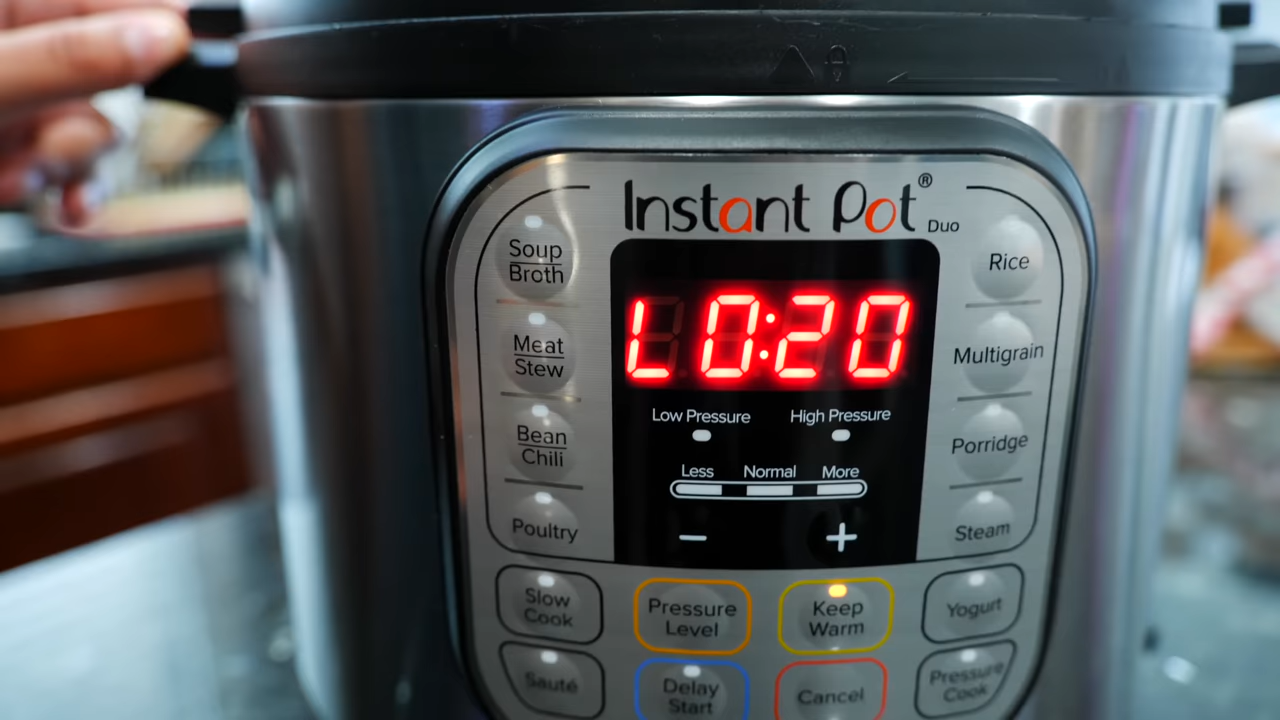 Instant Pot®
Duo
Soup
Broth
Meat
Stew
Bean
Chili
Poultry
L0:20
Low Pressure High Pressure
Less Normal More
− +
Rice
Multigrain
Porridge
Steam
Slow
Cook
Pressure
Level
Keep
Warm
Yogurt
Sauté
Delay
Start
Cancel
Pressure
Cook